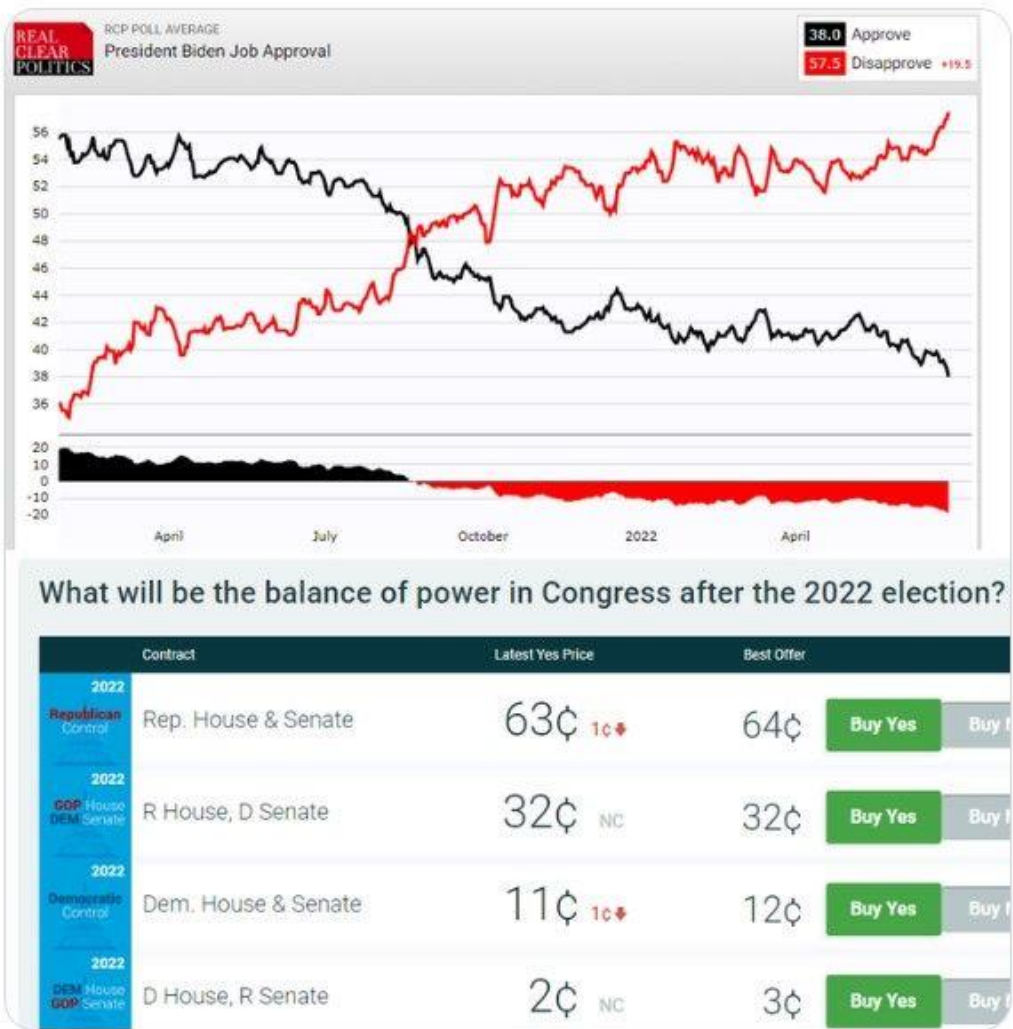 REAL
CLEAR
POLITICS
RCP POLL AVERAGE
President Biden Job Approval
38.0 Approve
57.5 Disapprove +19.5
56
54
52
50
48
46
44
42
40
38
36
20
10
0
-10
-20
April July October 2022 April
What will be the balance of power in Congress after the 2022 election?
Contract Latest Yes Price Best Offer
2022
Republican
Control
Rep. House & Senate 63¢ 1¢ 64¢ Buy Yes Buy
2022
GOP House
DEM Senate
R House, D Senate 32¢ NC 32¢ Buy Yes Buy
2022
Democratic
Control
Dem. House & Senate 11¢ 1¢ 12¢ Buy Yes Buy
2022
DEM House
GOP Senate
D House, R Senate 2¢ NC 3¢ Buy Yes Buy